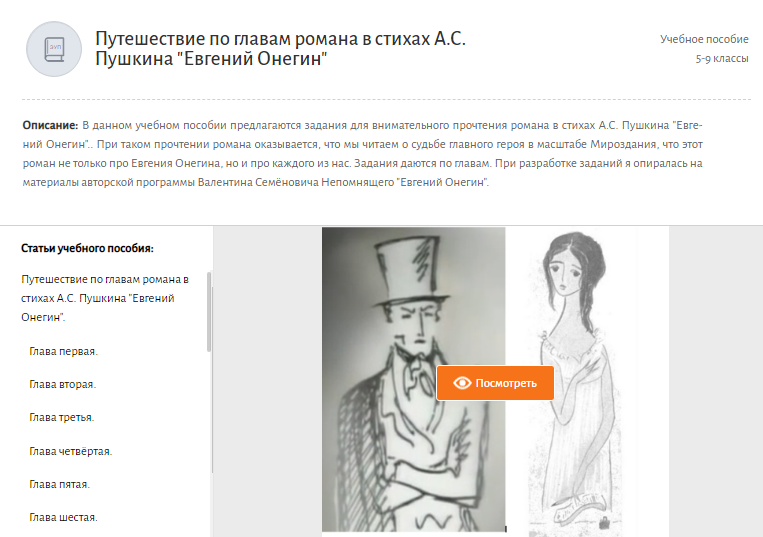 Путешествие по главам романа в стихах А.С.
Пушкина "Евгений Онегин"
Учебное пособие
5-9 классы
Описание: В данном учебном пособии предлагаются задания для внимательного прочтения романа в стихах А.С. Пушкина "Евге-
ний Онегин".. При таком прочтении романа оказывается, что мы читаем о судьбе главного героя в масштабе Мироздания, что этот
роман не только про Евгения Онегина, но и про каждого из нас. Задания даются по главам. При разработке заданий я опиралась на
материалы авторской программы Валентина Семёновича Непомнящего "Евгений Онегин".
Статьи учебного пособия:
Путешествие по главам романа в
стихах А.С. Пушкина "Евгений
Онегин".
Глава первая.
Глава вторая.
Глава третья.
Глава четвёртая.
Глава пятая.
Глава шестая.
Посмотреть